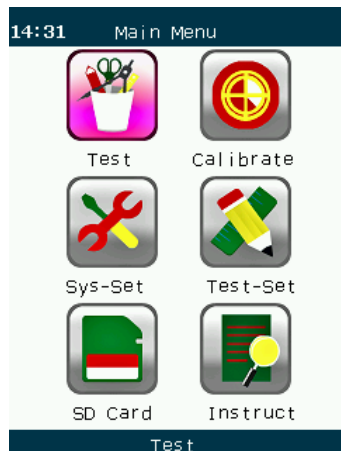 14:31 Main Menu
Test Calibrate
Sys-Set Test-Set
SD Card Instruct
Test